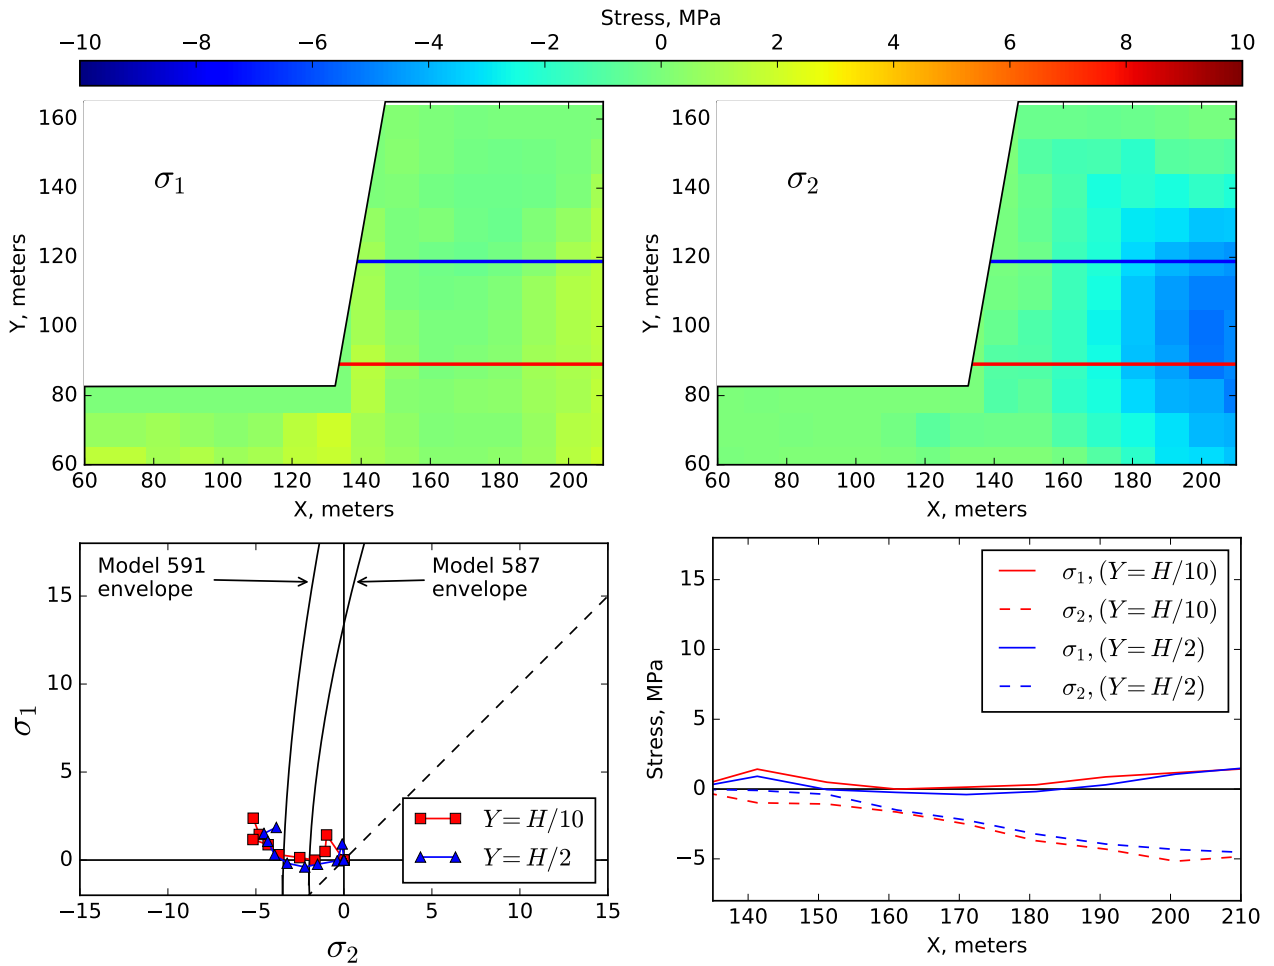 Stress, MPa
−10 −8 −6 −4 −2 0 2 4 6 8 10
160
140
120
100
80
60
Y, meters
σ1
60 80 100 120 140 160 180 200
X, meters
160
140
120
100
80
60
Y, meters
σ2
60 80 100 120 140 160 180 200
X, meters
Model 591
envelope
Model 587
envelope
15
10
5
0
σ1
Y = H/10
Y = H/2
−15 −10 −5 0 5 10 15
σ2
15
10
5
0
−5
Stress, MPa
σ1, (Y = H/10)
σ2, (Y = H/10)
σ1, (Y = H/2)
σ2, (Y = H/2)
140 150 160 170 180 190 200 210
X, meters